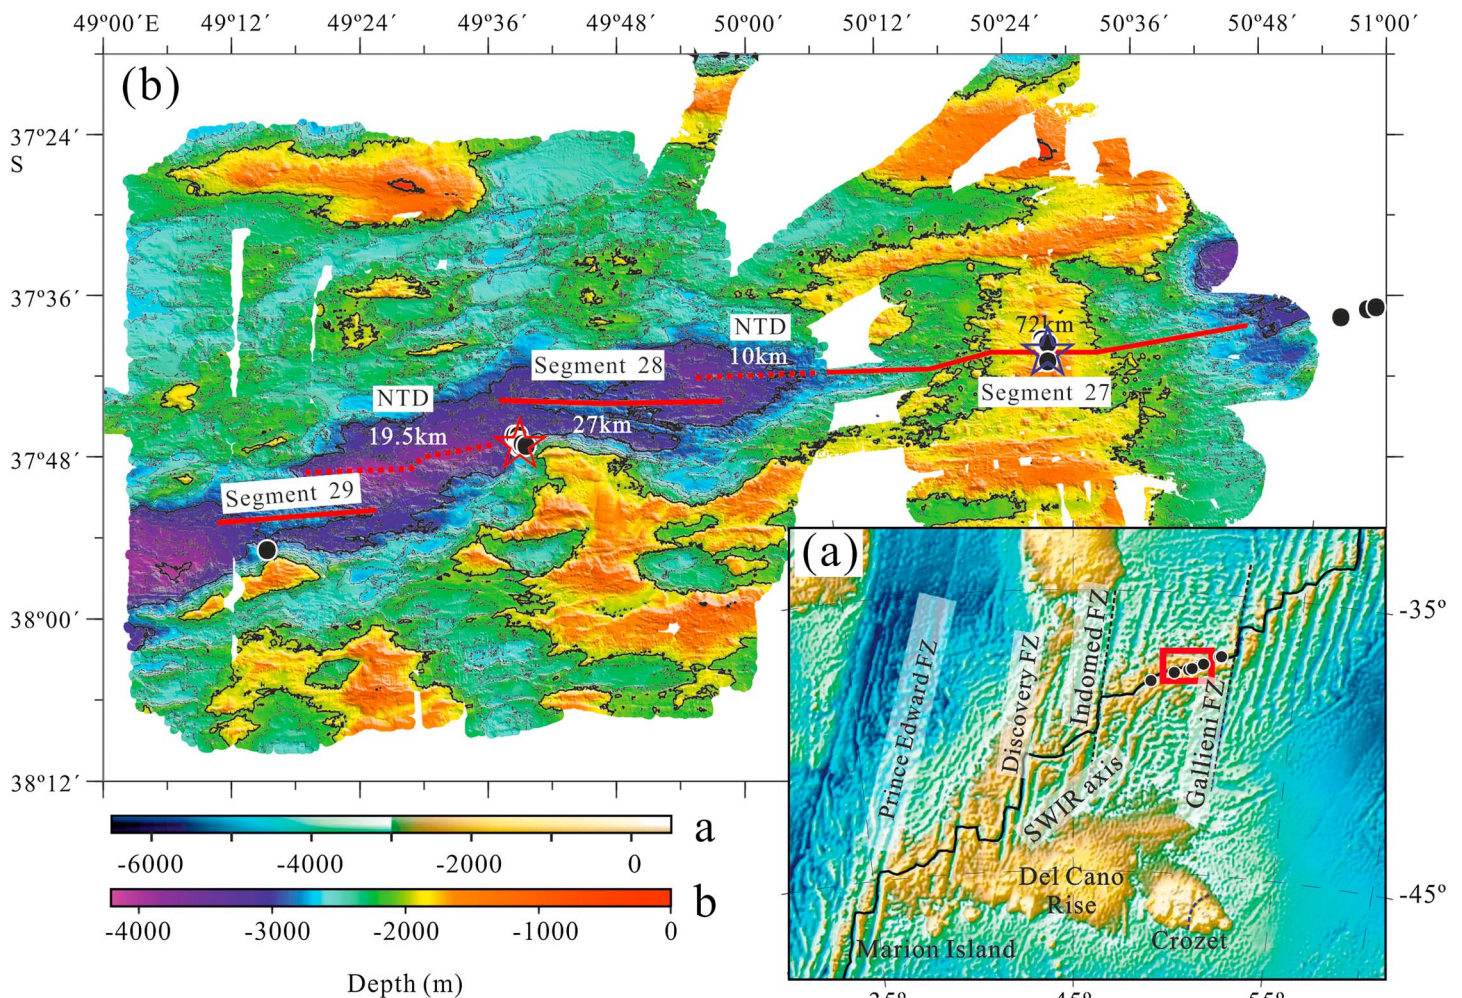 49°00′ E 49°12′ 49°24′ 49°36′ 49°48′ 50°00′ 50°12′ 50°24′ 50°36′ 50°48′ 51°00′
(b)
37°24′
S
37°36′
37°48′
38°00′
38°12′
72km
NTD
10km
Segment 28
Segment 27
NTD
27km
19.5km
Segment 29
(a)
-35°
Prince Edward FZ
Discovery FZ
Indomed FZ
Gallieni FZ
SWIR axis
Del Cano
Rise
-45°
Crozet
Marion Island
35° 45° 55°
a
-6000 -4000 -2000 0
b
-4000 -3000 -2000 -1000 0
Depth (m)